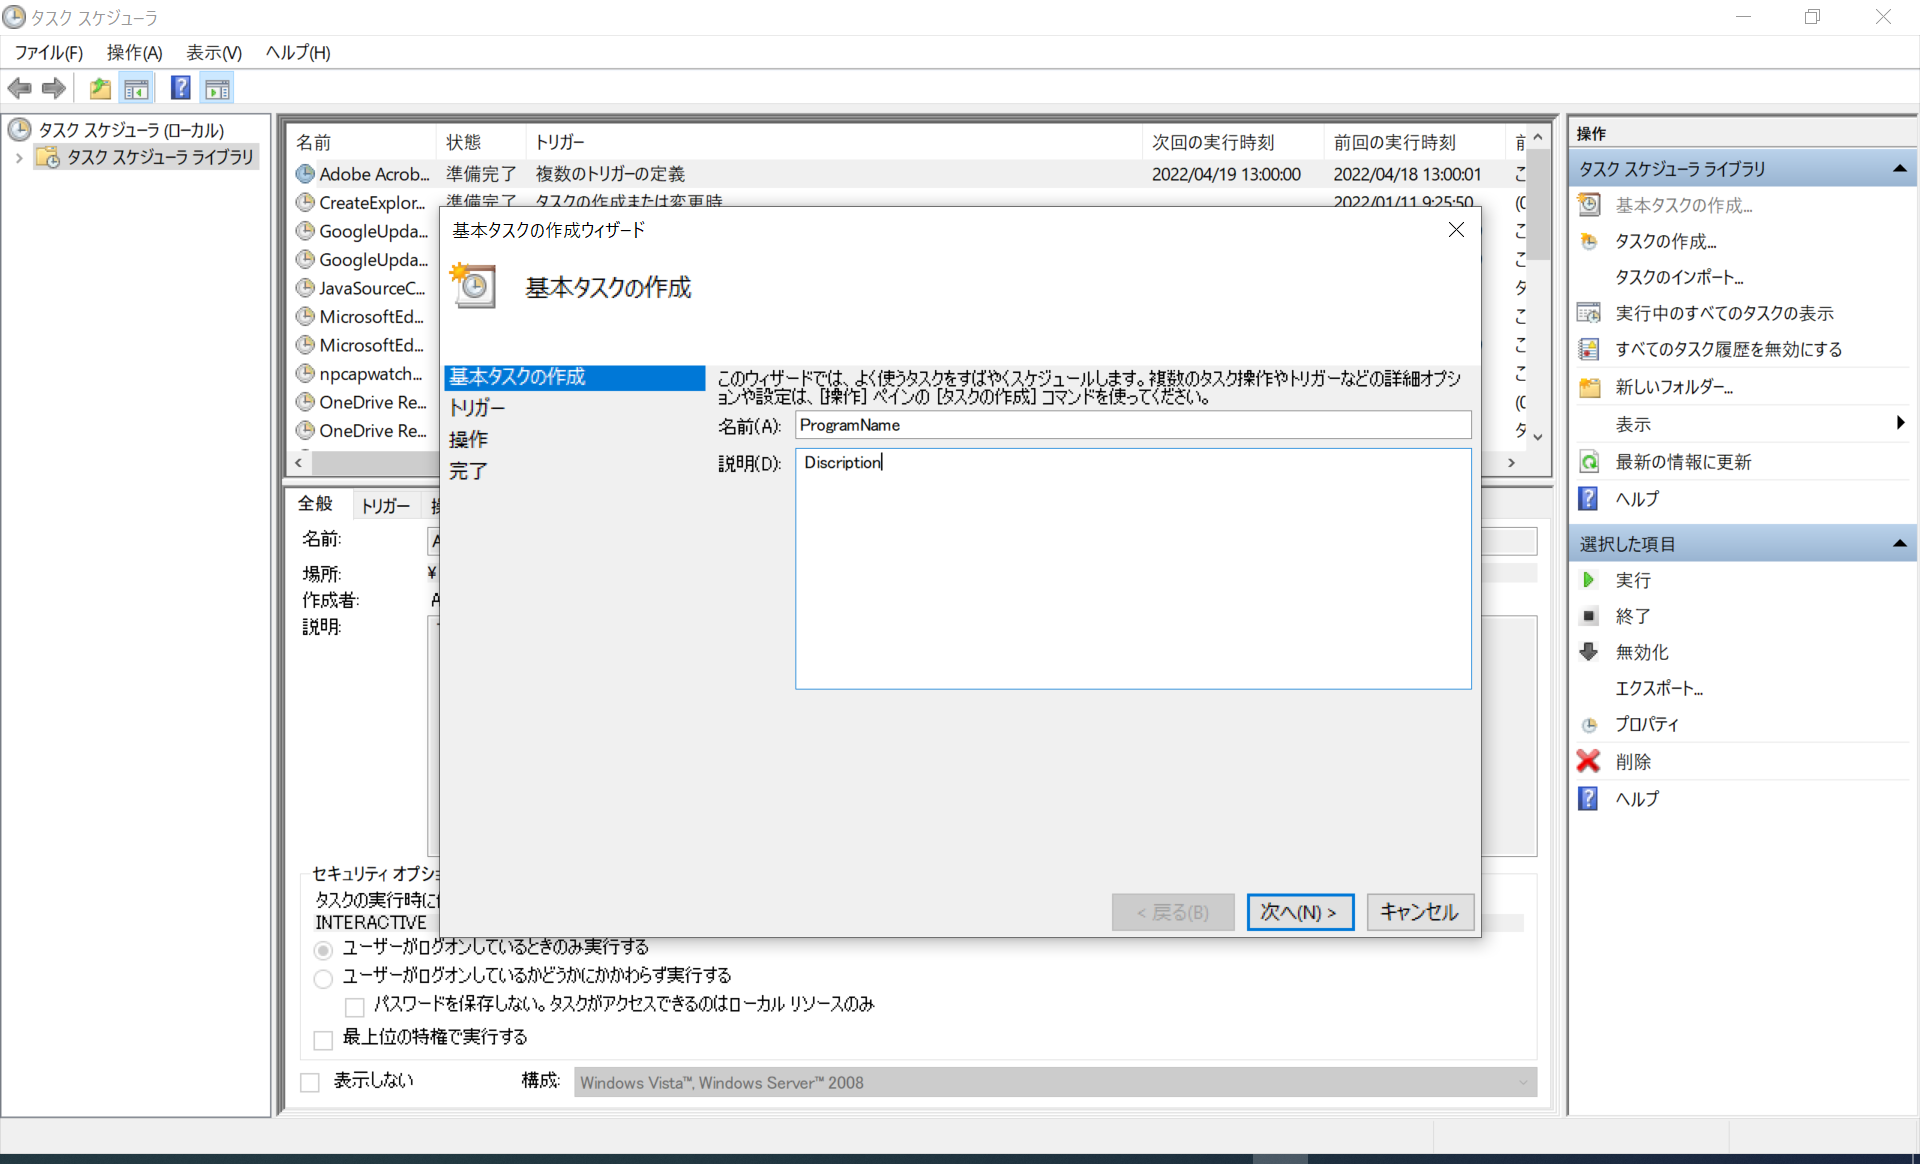 タスク スケジューラ
ファイル(F) 操作(A) 表示(V) ヘルプ(H)
タスク スケジューラ (ローカル)
タスク スケジューラ ライブラリ
名前 状態 トリガー 次回の実行時刻 前回の実行時刻 前
Adobe Acrob... 準備完了 複数のトリガーの定義 2022/04/19 13:00:00 2022/04/18 13:00:01 こ
CreateExplor... 準備完了 タスクの作成または変更時 2022/01/11 9:25:50 (0
GoogleUpda... こ
GoogleUpda... こ
JavaSourceC... タ
MicrosoftEd... こ
MicrosoftEd... こ
npcapwatch... こ
OneDrive Re... (0
OneDrive Re... タ
基本タスクの作成ウィザード
基本タスクの作成
基本タスクの作成
トリガー
操作
完了
このウィザードでは、よく使うタスクをすばやくスケジュールします。複数のタスク操作やトリガーなどの詳細オプシ
ョンや設定は、[操作] ペインの [タスクの作成] コマンドを使ってください。
名前(A): ProgramName
説明(D): Discription
< 戻る(B) 次へ(N) > キャンセル
全般 トリガー
名前: A
場所: ¥
作成者: A
説明:
セキュリティ オプショ
タスクの実行時に
INTERACTIVE
ユーザーがログオンしているときのみ実行する
ユーザーがログオンしているかどうかにかかわらず実行する
パスワードを保存しない。タスクがアクセスできるのはローカル リソースのみ
最上位の特権で実行する
表示しない 構成: Windows Vista™, Windows Server™ 2008
操作
タスク スケジューラ ライブラリ
基本タスクの作成...
タスクの作成...
タスクのインポート...
実行中のすべてのタスクの表示
すべてのタスク履歴を無効にする
新しいフォルダー...
表示
最新の情報に更新
ヘルプ
選択した項目
実行
終了
無効化
エクスポート...
プロパティ
削除
ヘルプ